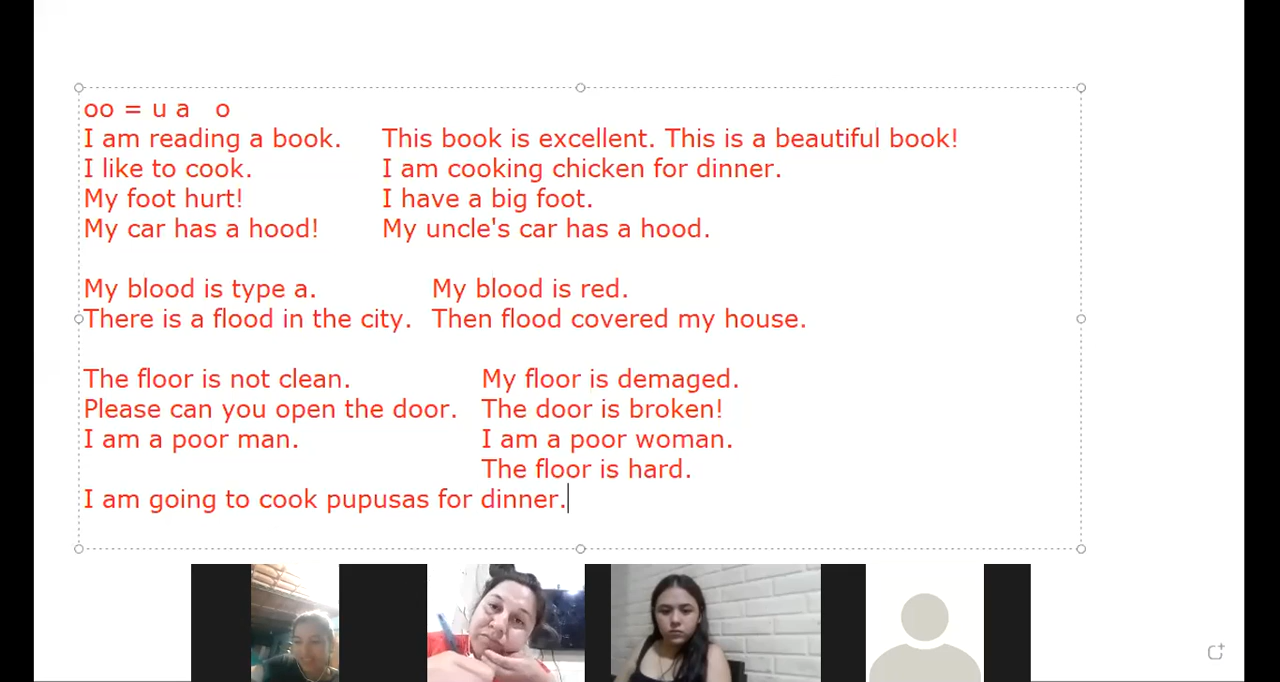 oo = u a o
I am reading a book. This book is excellent. This is a beautiful book!
I like to cook. I am cooking chicken for dinner.
My foot hurt! I have a big foot.
My car has a hood! My uncle's car has a hood.
My blood is type a. My blood is red.
There is a flood in the city. Then flood covered my house.
The floor is not clean. My floor is demaged.
Please can you open the door. The door is broken!
I am a poor man. I am a poor woman.
The floor is hard.
I am going to cook pupusas for dinner.